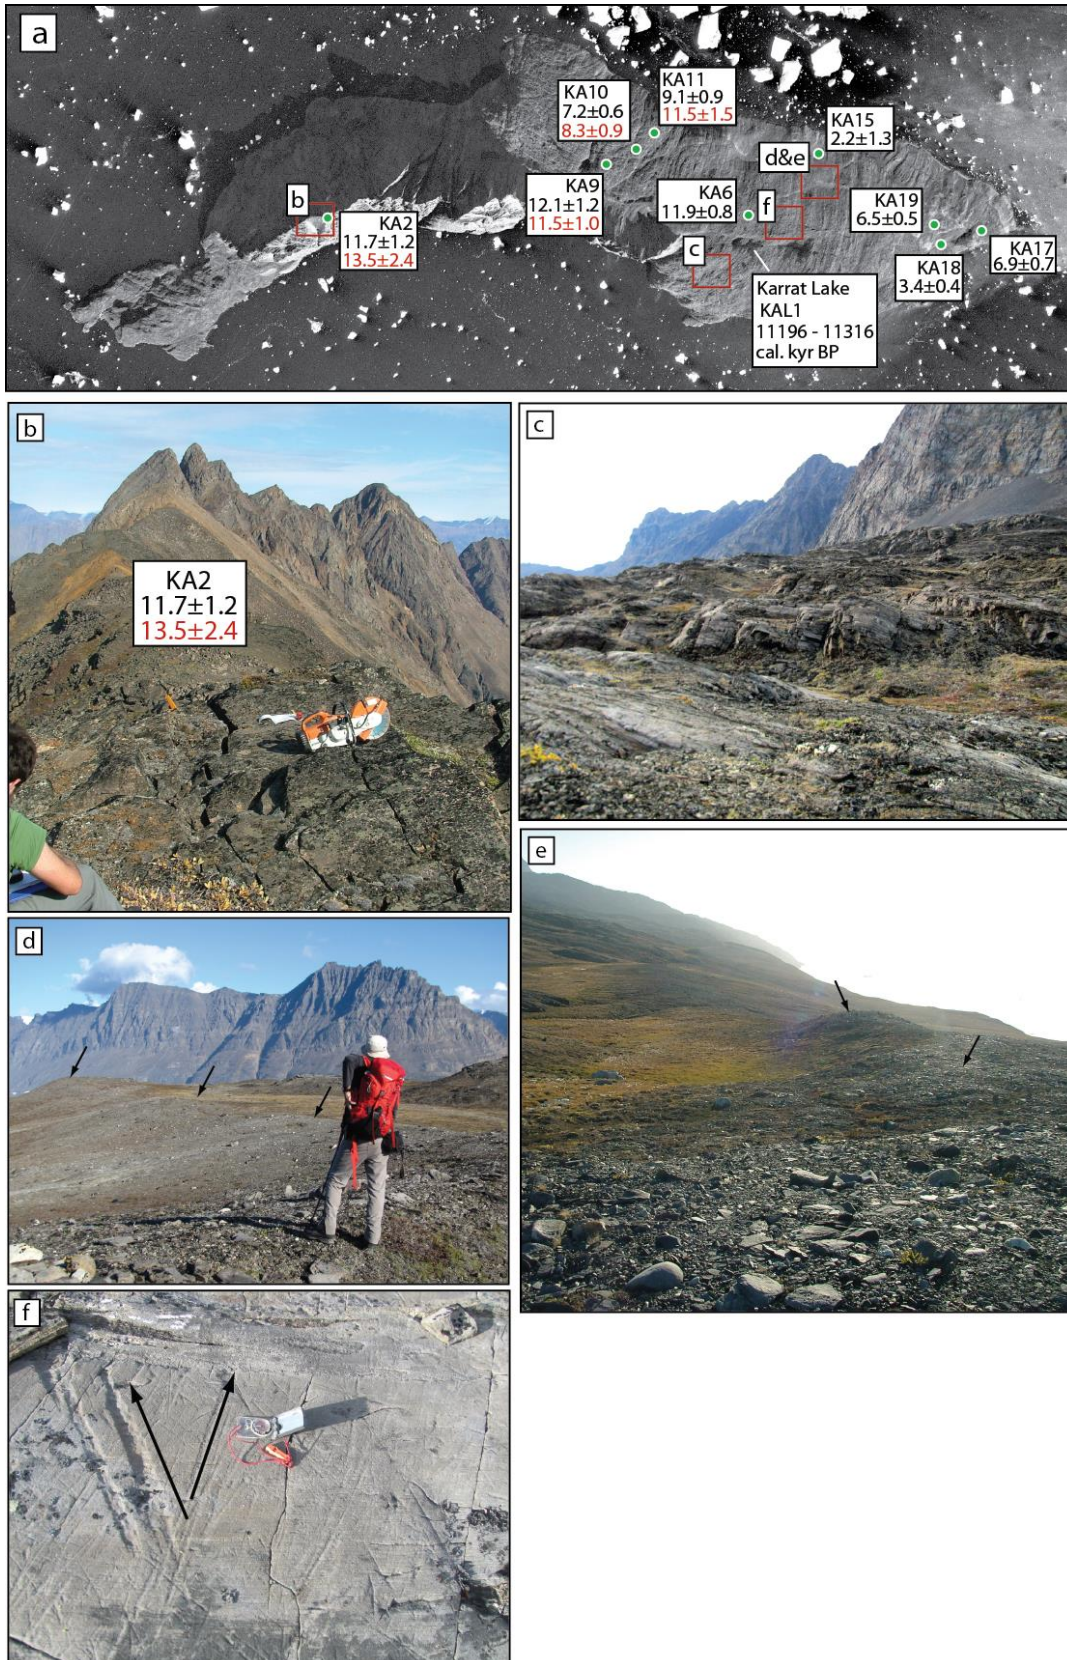 a
KA10
7.2±0.6
8.3±0.9
KA11
9.1±0.9
11.5±1.5
KA15
2.2±1.3
d&e
b
KA2
11.7±1.2
13.5±2.4
KA9
12.1±1.2
11.5±1.0
KA6
11.9±0.8
f
c
KA19
6.5±0.5
KA17
6.9±0.7
KA18
3.4±0.4
Karrat Lake
KAL1
11196 - 11316
cal. kyr BP
b
KA2
11.7±1.2
13.5±2.4
c
d
e
f